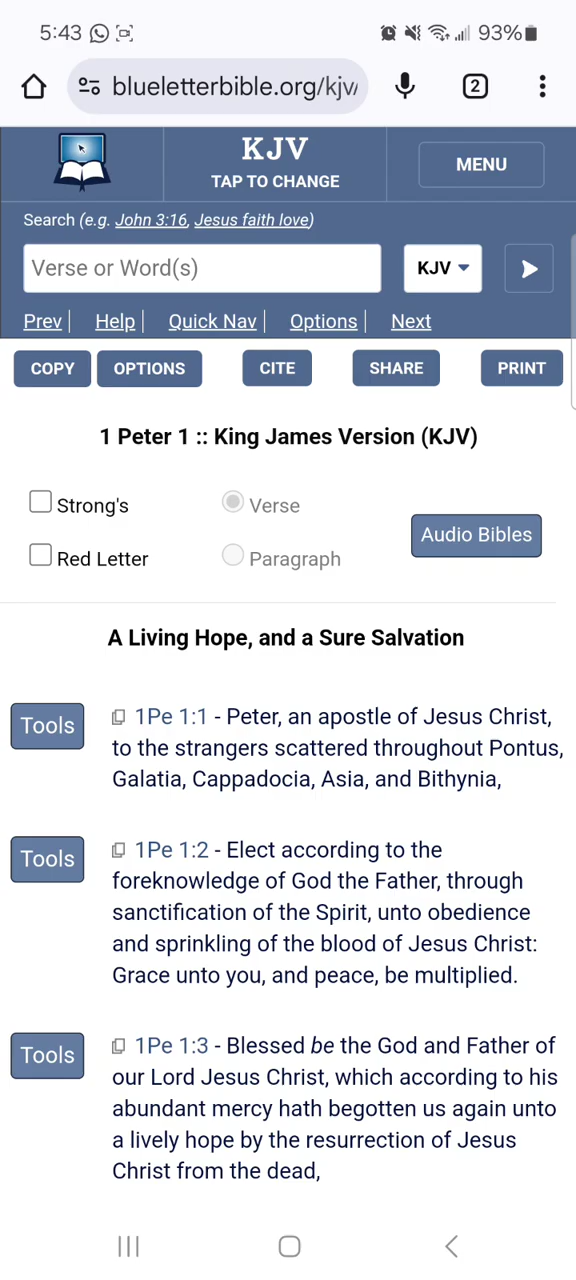 5:43 93%
blueletterbible.org/kjv/ 2
KJV
TAP TO CHANGE
MENU
Search (e.g. John 3:16, Jesus faith love)
Verse or Word(s) KJV
Prev| Help| Quick Nav| Options| Next
COPY OPTIONS CITE SHARE PRINT
1 Peter 1 :: King James Version (KJV)
Strong's Verse
Audio Bibles
Red Letter Paragraph
A Living Hope, and a Sure Salvation
Tools 1Pe 1:1 - Peter, an apostle of Jesus Christ,
to the strangers scattered throughout Pontus,
Galatia, Cappadocia, Asia, and Bithynia,
Tools 1Pe 1:2 - Elect according to the
foreknowledge of God the Father, through
sanctification of the Spirit, unto obedience
and sprinkling of the blood of Jesus Christ:
Grace unto you, and peace, be multiplied.
Tools 1Pe 1:3 - Blessed be the God and Father of
our Lord Jesus Christ, which according to his
abundant mercy hath begotten us again unto
a lively hope by the resurrection of Jesus
Christ from the dead,